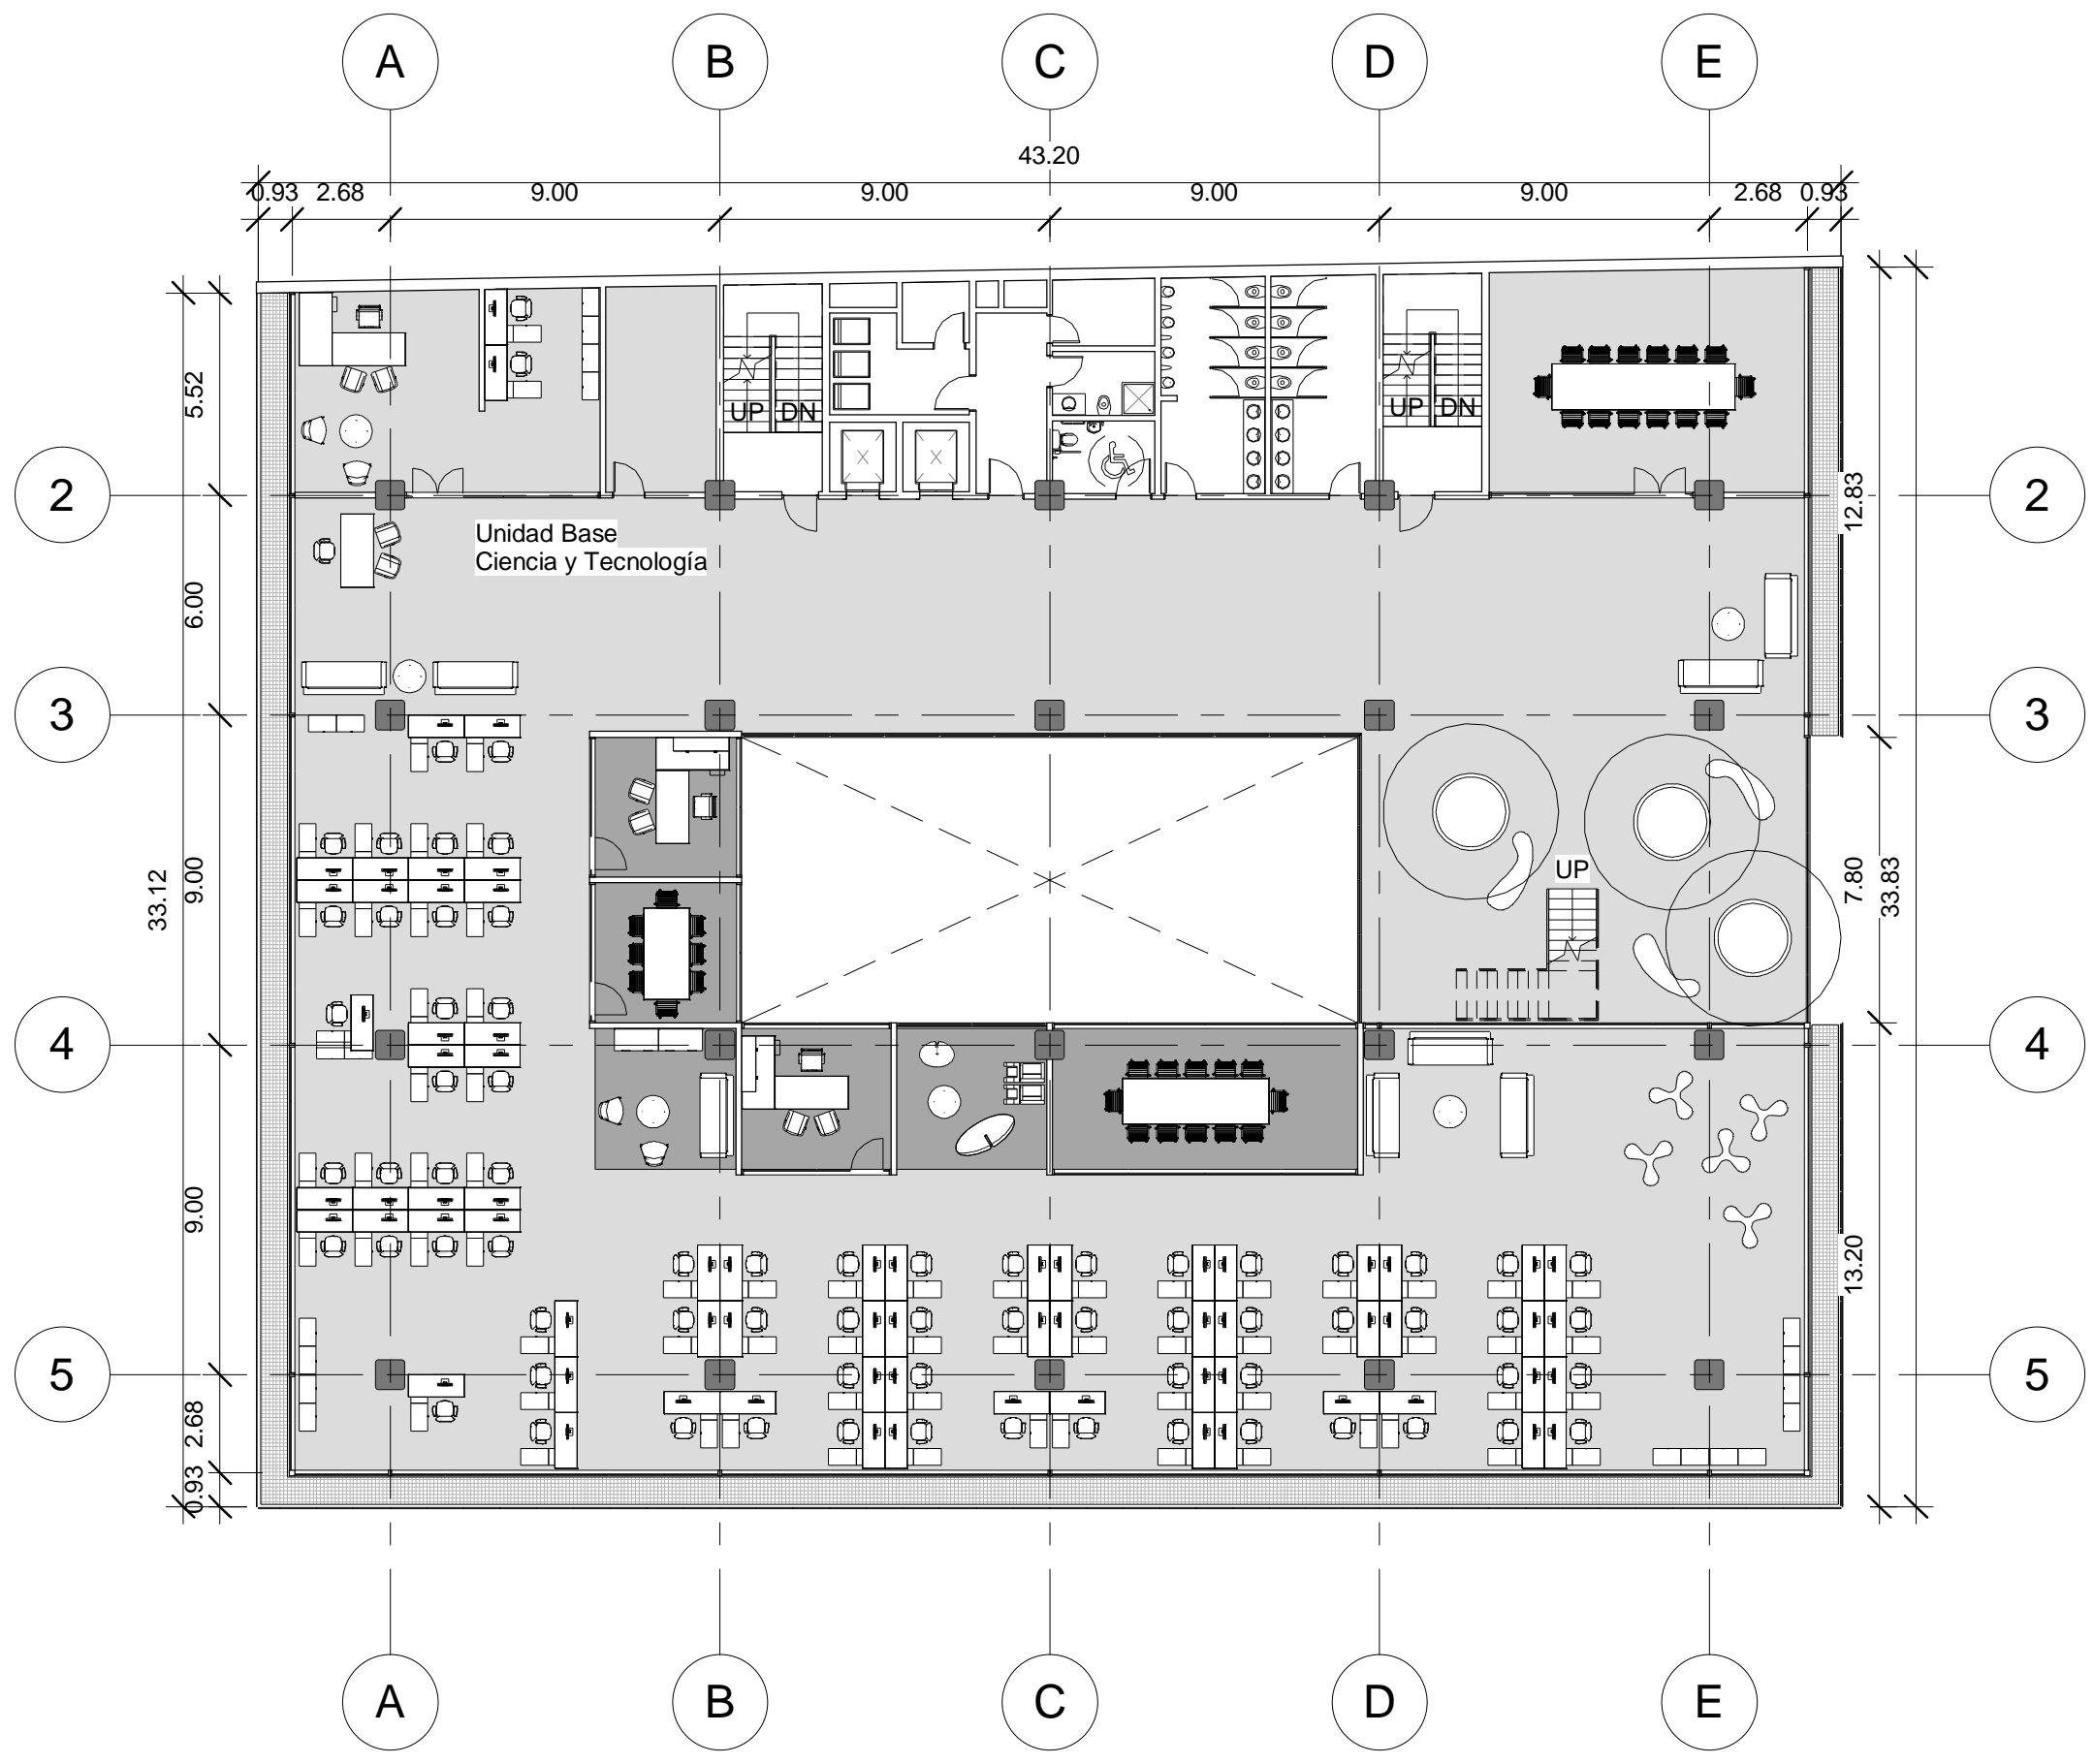 A B C D E
43.20
0.93 2.68 9.00 9.00 9.00 9.00 2.68 0.93
5.52
UP DN
UP DN
2
2
12.83
Unidad Base
Ciencia y Tecnología
6.00
3
3
33.12
9.00
UP
7.80
33.83
4
4
9.00
13.20
5
5
2.68
0.93
A B C D E